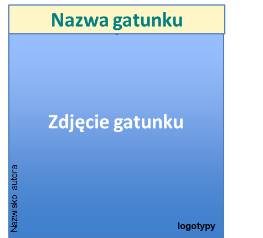 Nazwa gatunku
Zdjęcie gatunku
Nazwisko autora
logotypy